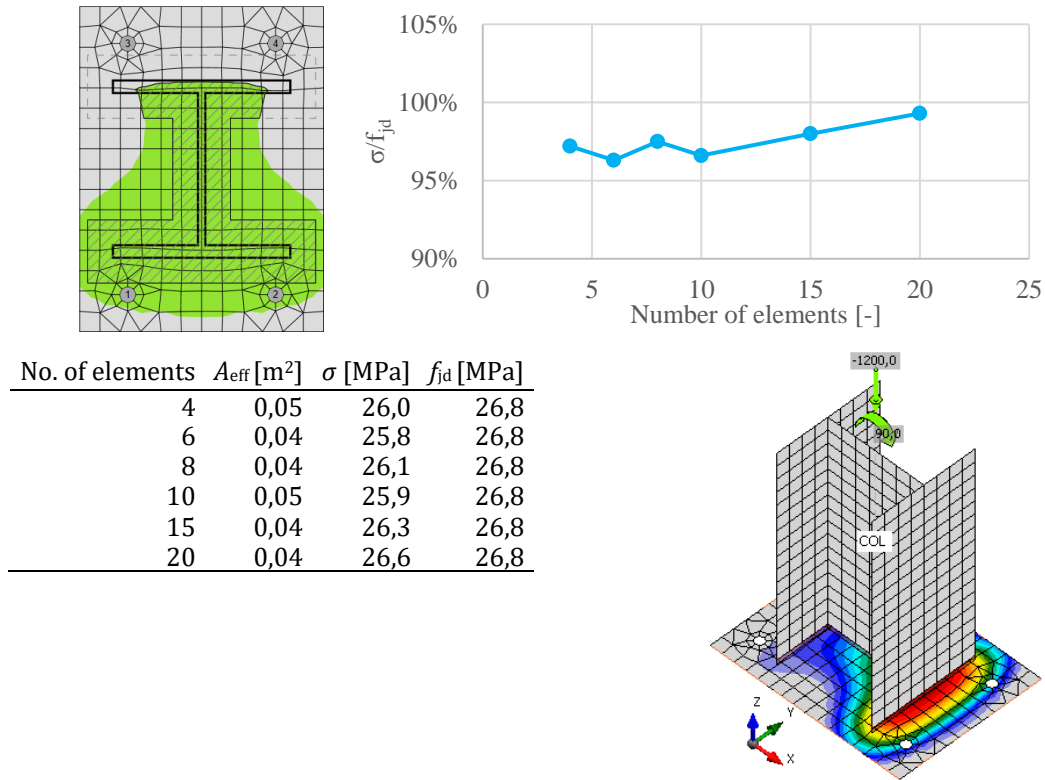 3 4
1 2
105%
100%
95%
90%
σ/fjd
0 5 10 15 20 25
Number of elements [-]
No. of elements Aeff [m²] σ [MPa] fjd [MPa]
4 0,05 26,0 26,8
6 0,04 25,8 26,8
8 0,04 26,1 26,8
10 0,05 25,9 26,8
15 0,04 26,3 26,8
20 0,04 26,6 26,8
-1200,0
90,0
COL
Z
Y
X